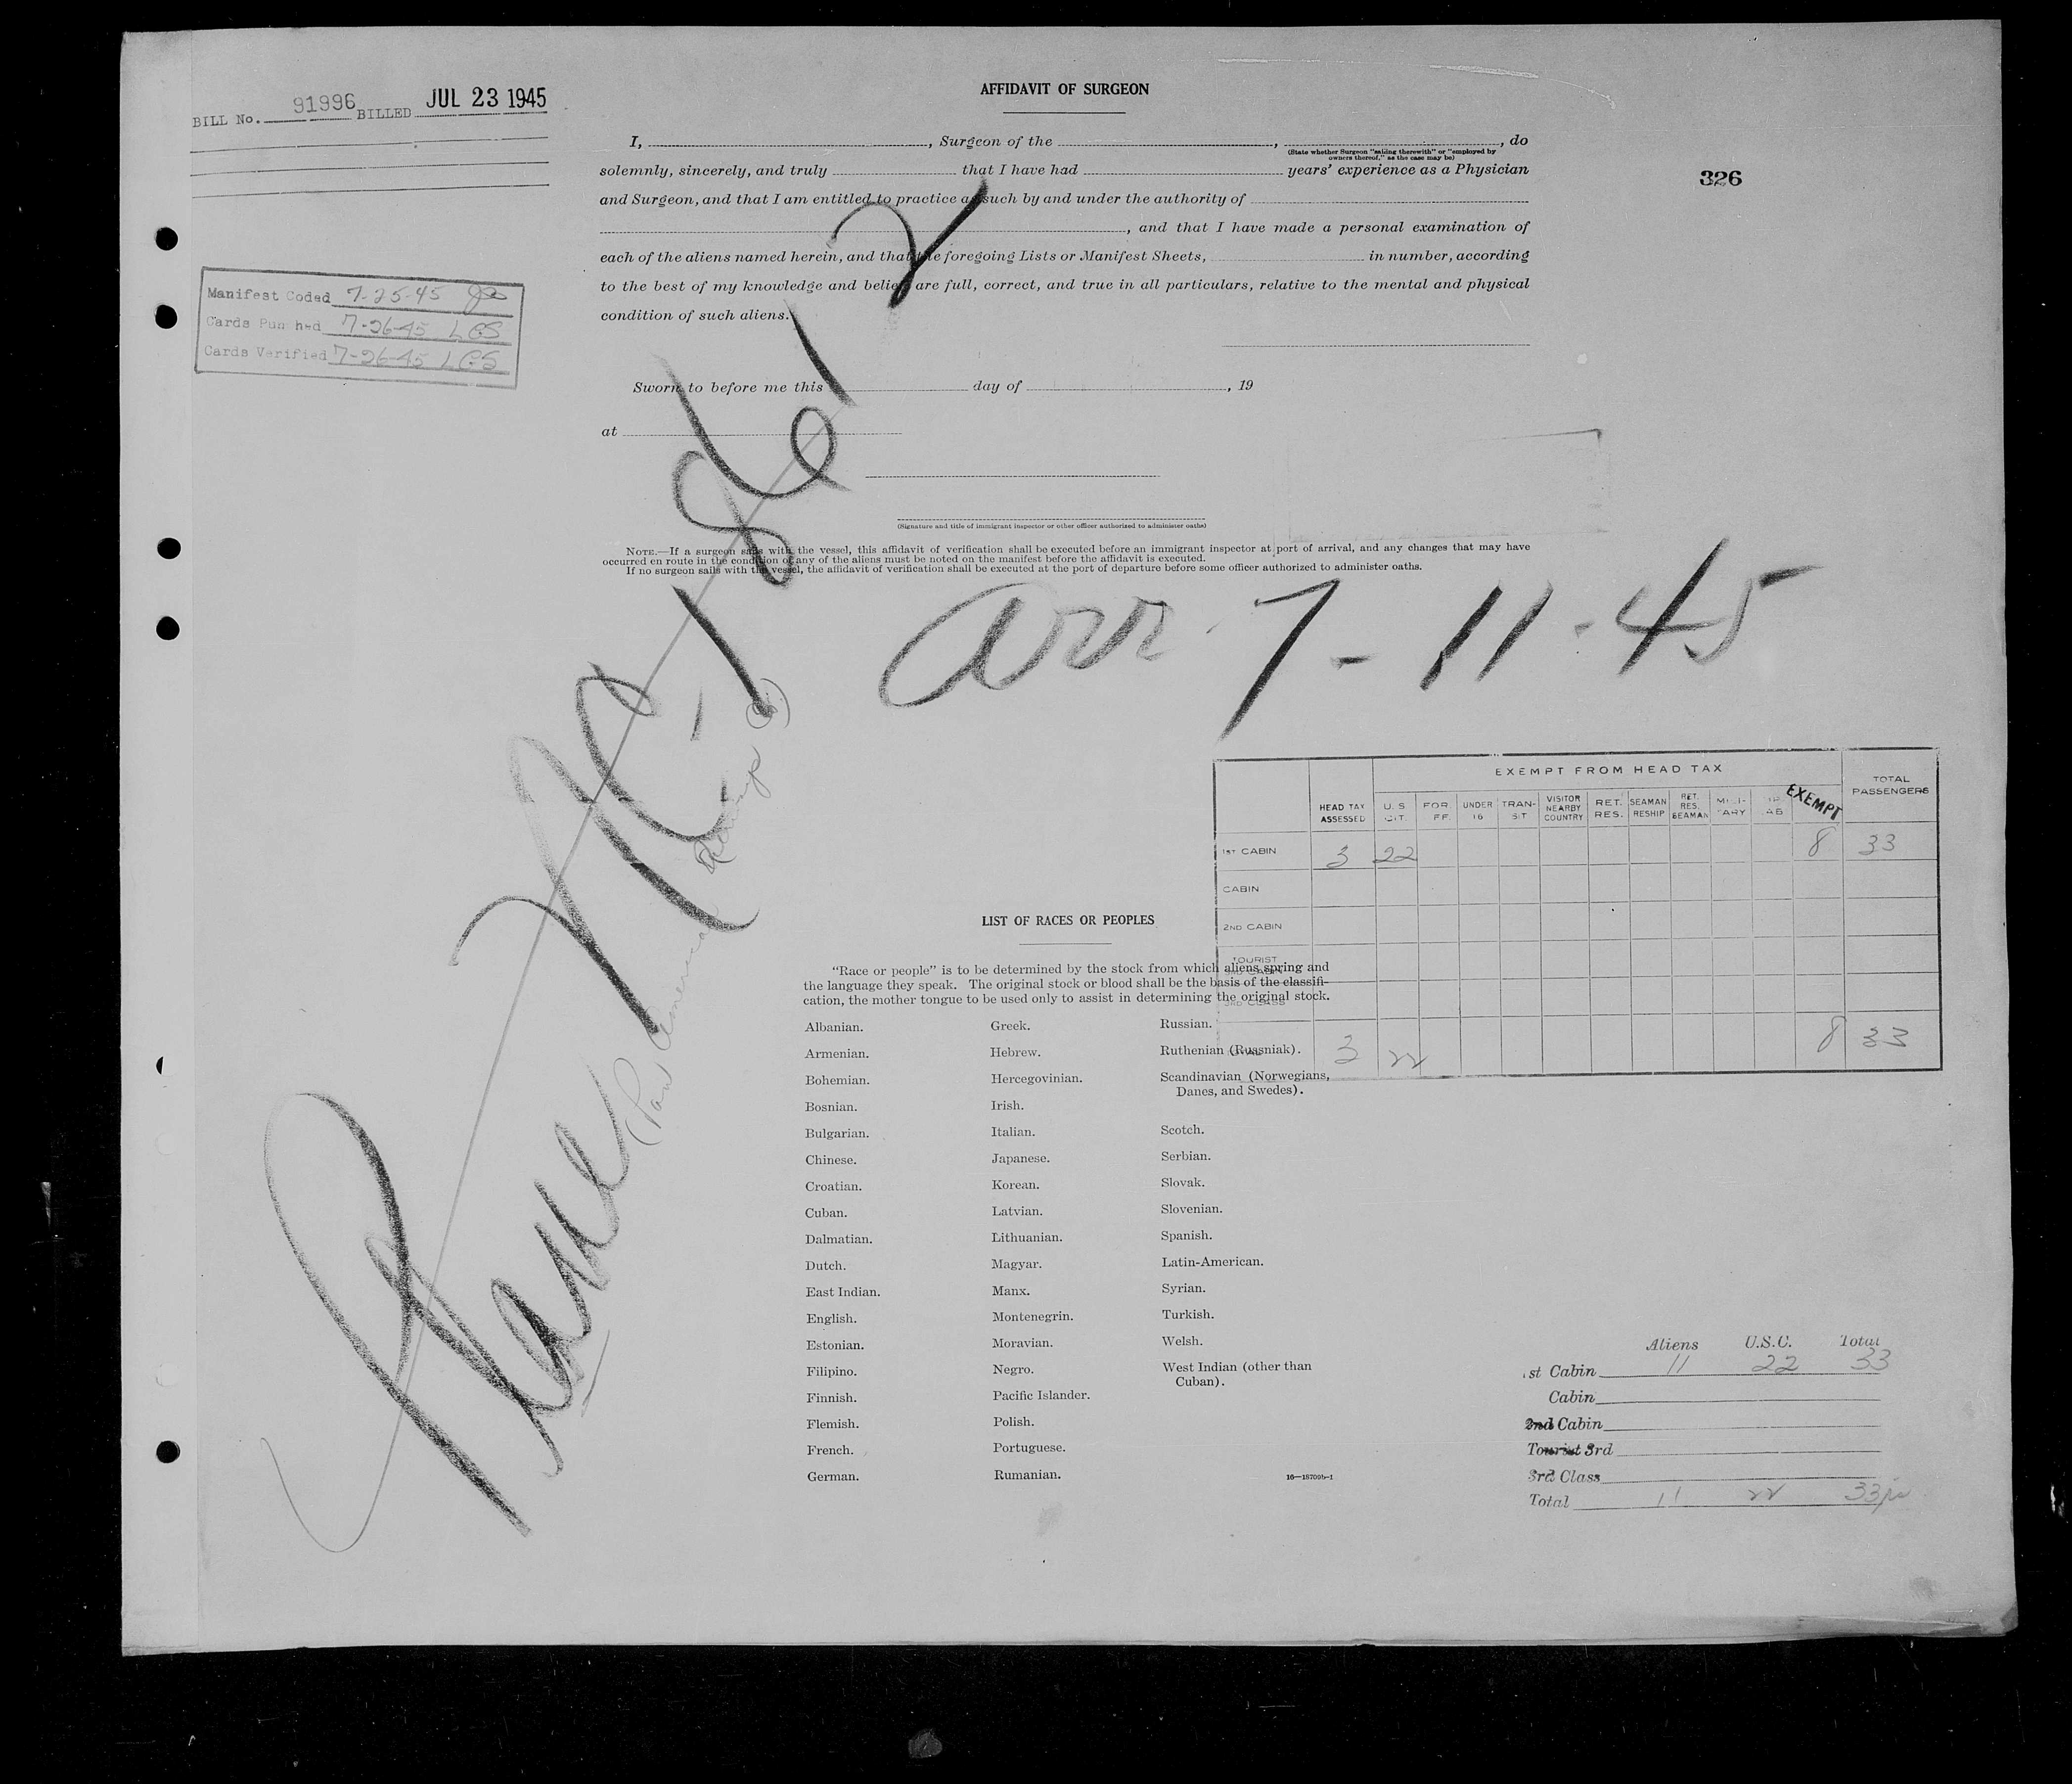 BILL No. 91996 BILLED JUL 23 1945
AFFIDAVIT OF SURGEON
I, , Surgeon of the , , do
(State whether Surgeon "sailing therewith" or "employed by
owners thereof," as the case may be)
solemnly, sincerely, and truly that I have had years' experience as a Physician
326
and Surgeon, and that I am entitled to practice as such by and under the authority of
, and that I have made a personal examination of
each of the aliens named herein, and that the foregoing Lists or Manifest Sheets, in number, according
to the best of my knowledge and belief, are full, correct, and true in all particulars, relative to the mental and physical
condition of such aliens.
Manifest Coded 7-25-45
Cards Punched 7-26-45 LGS
Cards Verified 7-26-45 LGS
Sworn to before me this day of , 19
at
(Signature and title of immigrant inspector or other officer authorized to administer oaths)
NOTE.—If a surgeon sails with the vessel, this affidavit of verification shall be executed before an immigrant inspector at port of arrival, and any changes that may have
occurred en route in the condition of any of the aliens must be noted on the manifest before the affidavit is executed.
If no surgeon sails with the vessel, the affidavit of verification shall be executed at the port of departure before some officer authorized to administer oaths.
Plane NC-18612
(Pan American Airways Co.)
arr. 7-11-45
EXEMPT FROM HEAD TAX
HEAD TAX ASSESSED U.S. CIT. FOR. FF. UNDER 16 TRAN-SIT VISITOR NEARBY COUNTRY RET. RES. SEAMAN RESHIP RET. RES. SEAMAN MILI-TARY EXEMPT TOTAL PASSENGERS
1ST CABIN 3 22 8 33
CABIN
2ND CABIN
TOURIST
3RD CLASS
3 22 8 33
LIST OF RACES OR PEOPLES
"Race or people" is to be determined by the stock from which aliens spring and
the language they speak. The original stock or blood shall be the basis of the classifi-
cation, the mother tongue to be used only to assist in determining the original stock.
Albanian.
Armenian.
Bohemian.
Bosnian.
Bulgarian.
Chinese.
Croatian.
Cuban.
Dalmatian.
Dutch.
East Indian.
English.
Estonian.
Filipino.
Finnish.
Flemish.
French.
German.
Greek.
Hebrew.
Hercegovinian.
Irish.
Italian.
Japanese.
Korean.
Latvian.
Lithuanian.
Magyar.
Manx.
Montenegrin.
Moravian.
Negro.
Pacific Islander.
Polish.
Portuguese.
Rumanian.
Russian.
Ruthenian (Russniak).
Scandinavian (Norwegians,
Danes, and Swedes).
Scotch.
Serbian.
Slovak.
Slovenian.
Spanish.
Latin-American.
Syrian.
Turkish.
Welsh.
West Indian (other than
Cuban).
16—18709b-1
Aliens U.S.C. Total
1st Cabin 11 22 33
Cabin
2nd Cabin
Tourist 3rd
3rd Class
Total 11 22 33